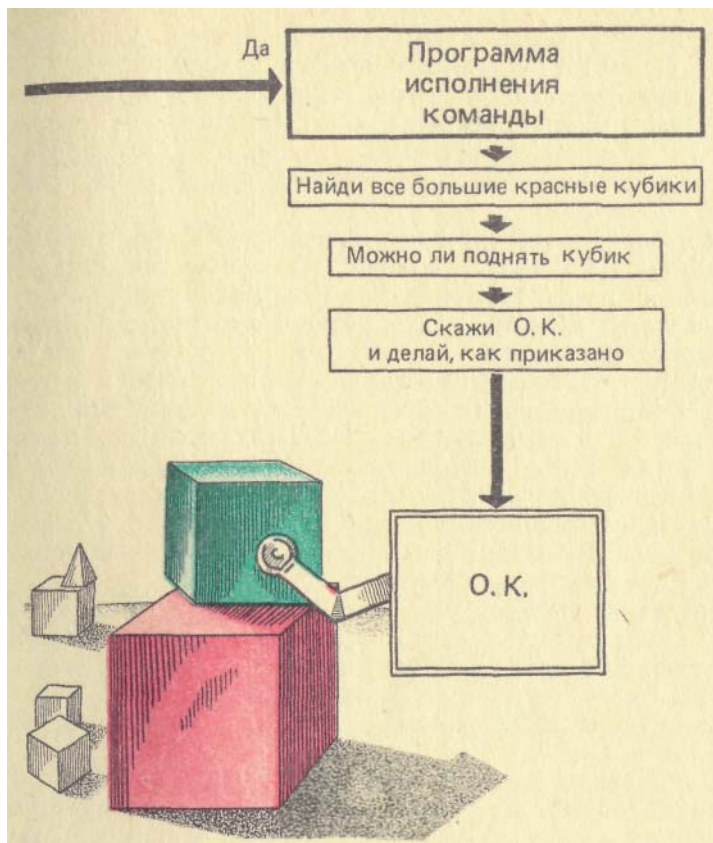 Да
Программа
исполнения
команды
Найди все большие красные кубики
Можно ли поднять кубик
Скажи О.К.
и делай, как приказано
О.К.